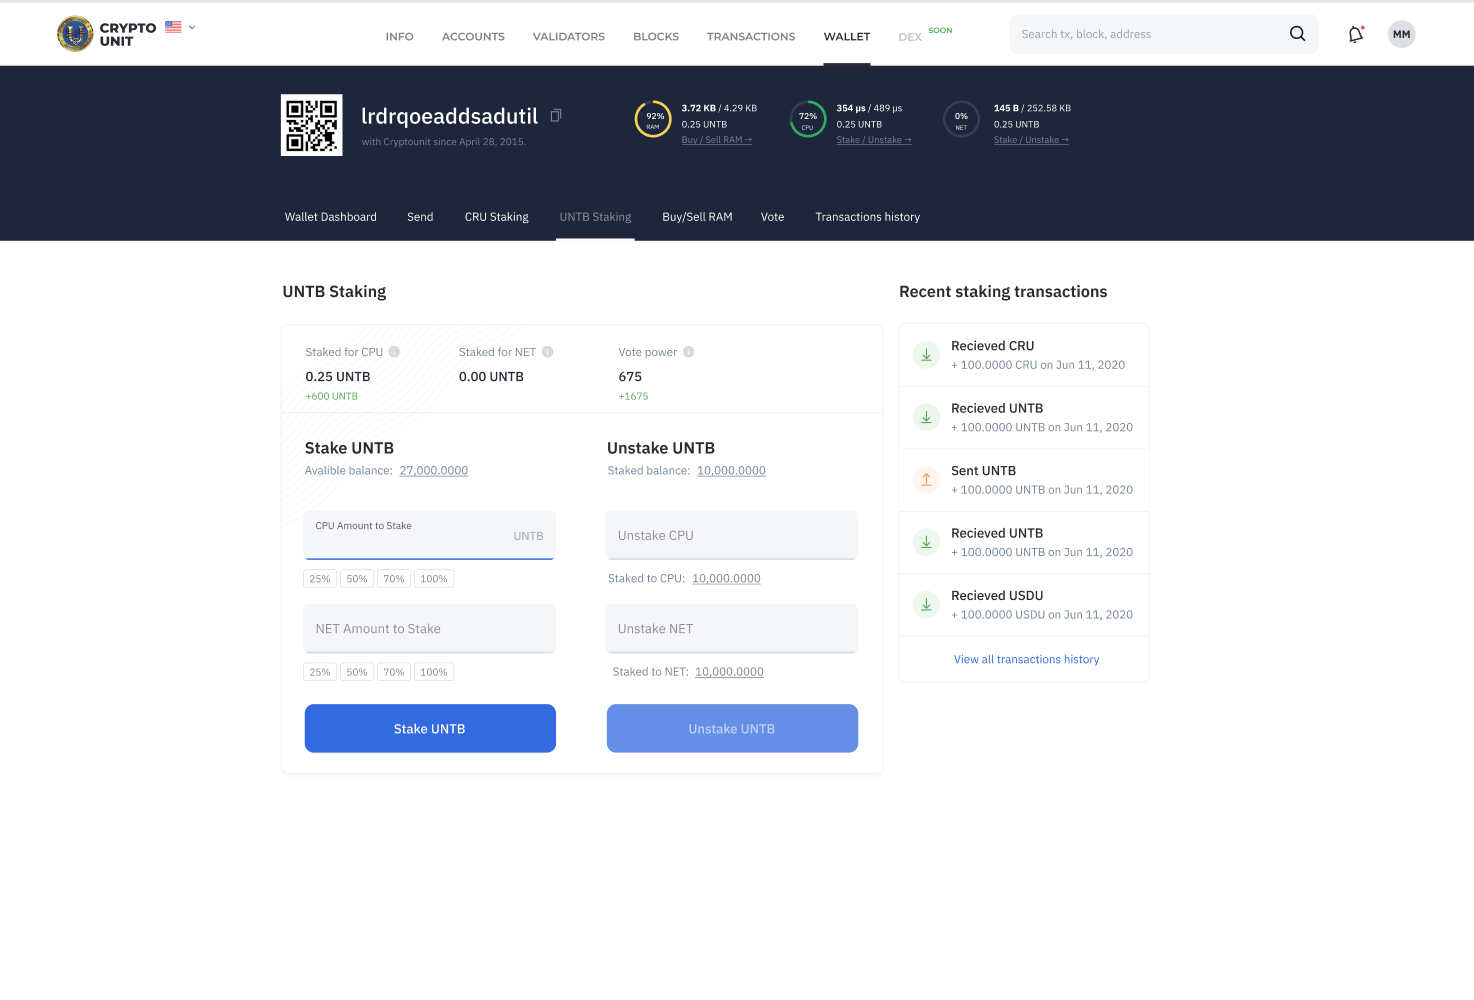 CRYPTO
UNIT
INFO ACCOUNTS VALIDATORS BLOCKS TRANSACTIONS WALLET DEX SOON
Search tx, block, address
MM
lrdrqoeaddsadutil
with Cryptounit since April 28, 2015.
92%
RAM
3.72 KB / 4.29 KB
0.25 UNTB
Buy / Sell RAM →
72%
CPU
354 µs / 489 µs
0.25 UNTB
Stake / Unstake →
0%
NET
145 B / 252.58 KB
0.25 UNTB
Stake / Unstake →
Wallet Dashboard Send CRU Staking UNTB Staking Buy/Sell RAM Vote Transactions history
UNTB Staking
Staked for CPU i
0.25 UNTB
+600 UNTB
Staked for NET i
0.00 UNTB
Vote power i
675
+1675
Stake UNTB
Avalible balance: 27,000.0000
CPU Amount to Stake
UNTB
25% 50% 70% 100%
NET Amount to Stake
25% 50% 70% 100%
Stake UNTB
Unstake UNTB
Staked balance: 10,000.0000
Unstake CPU
Staked to CPU: 10,000.0000
Unstake NET
Staked to NET: 10,000.0000
Unstake UNTB
Recent staking transactions
Recieved CRU
+ 100.0000 CRU on Jun 11, 2020
Recieved UNTB
+ 100.0000 UNTB on Jun 11, 2020
Sent UNTB
+ 100.0000 UNTB on Jun 11, 2020
Recieved UNTB
+ 100.0000 UNTB on Jun 11, 2020
Recieved USDU
+ 100.0000 USDU on Jun 11, 2020
View all transactions history